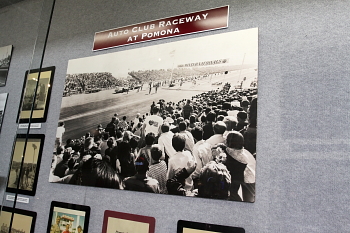 Auto Club Raceway
at Pomona